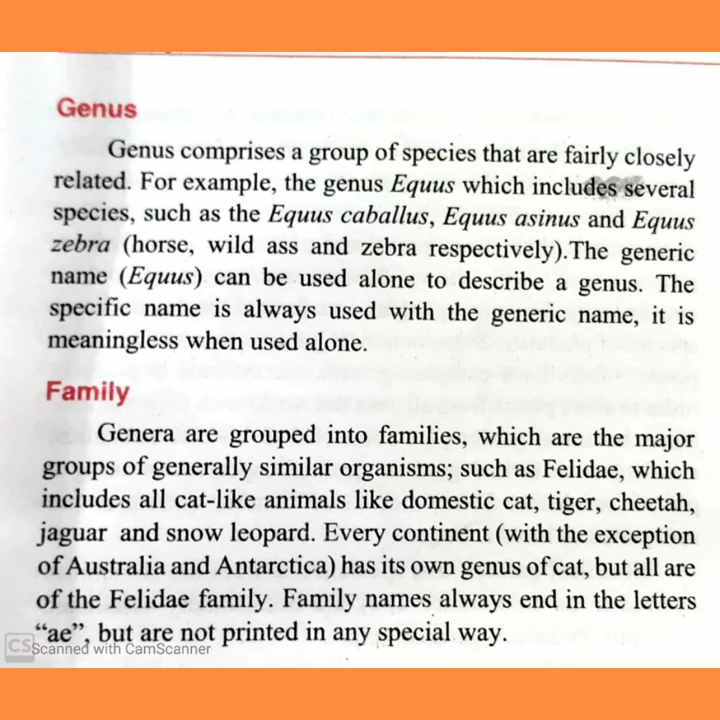 Genus
Genus comprises a group of species that are fairly closely
related. For example, the genus Equus which includes several
species, such as the Equus caballus, Equus asinus and Equus
zebra (horse, wild ass and zebra respectively).The generic
name (Equus) can be used alone to describe a genus. The
specific name is always used with the generic name, it is
meaningless when used alone.
Family
Genera are grouped into families, which are the major
groups of generally similar organisms; such as Felidae, which
includes all cat-like animals like domestic cat, tiger, cheetah,
jaguar and snow leopard. Every continent (with the exception
of Australia and Antarctica) has its own genus of cat, but all are
of the Felidae family. Family names always end in the letters
“ae”, but are not printed in any special way.
CS Scanned with CamScanner